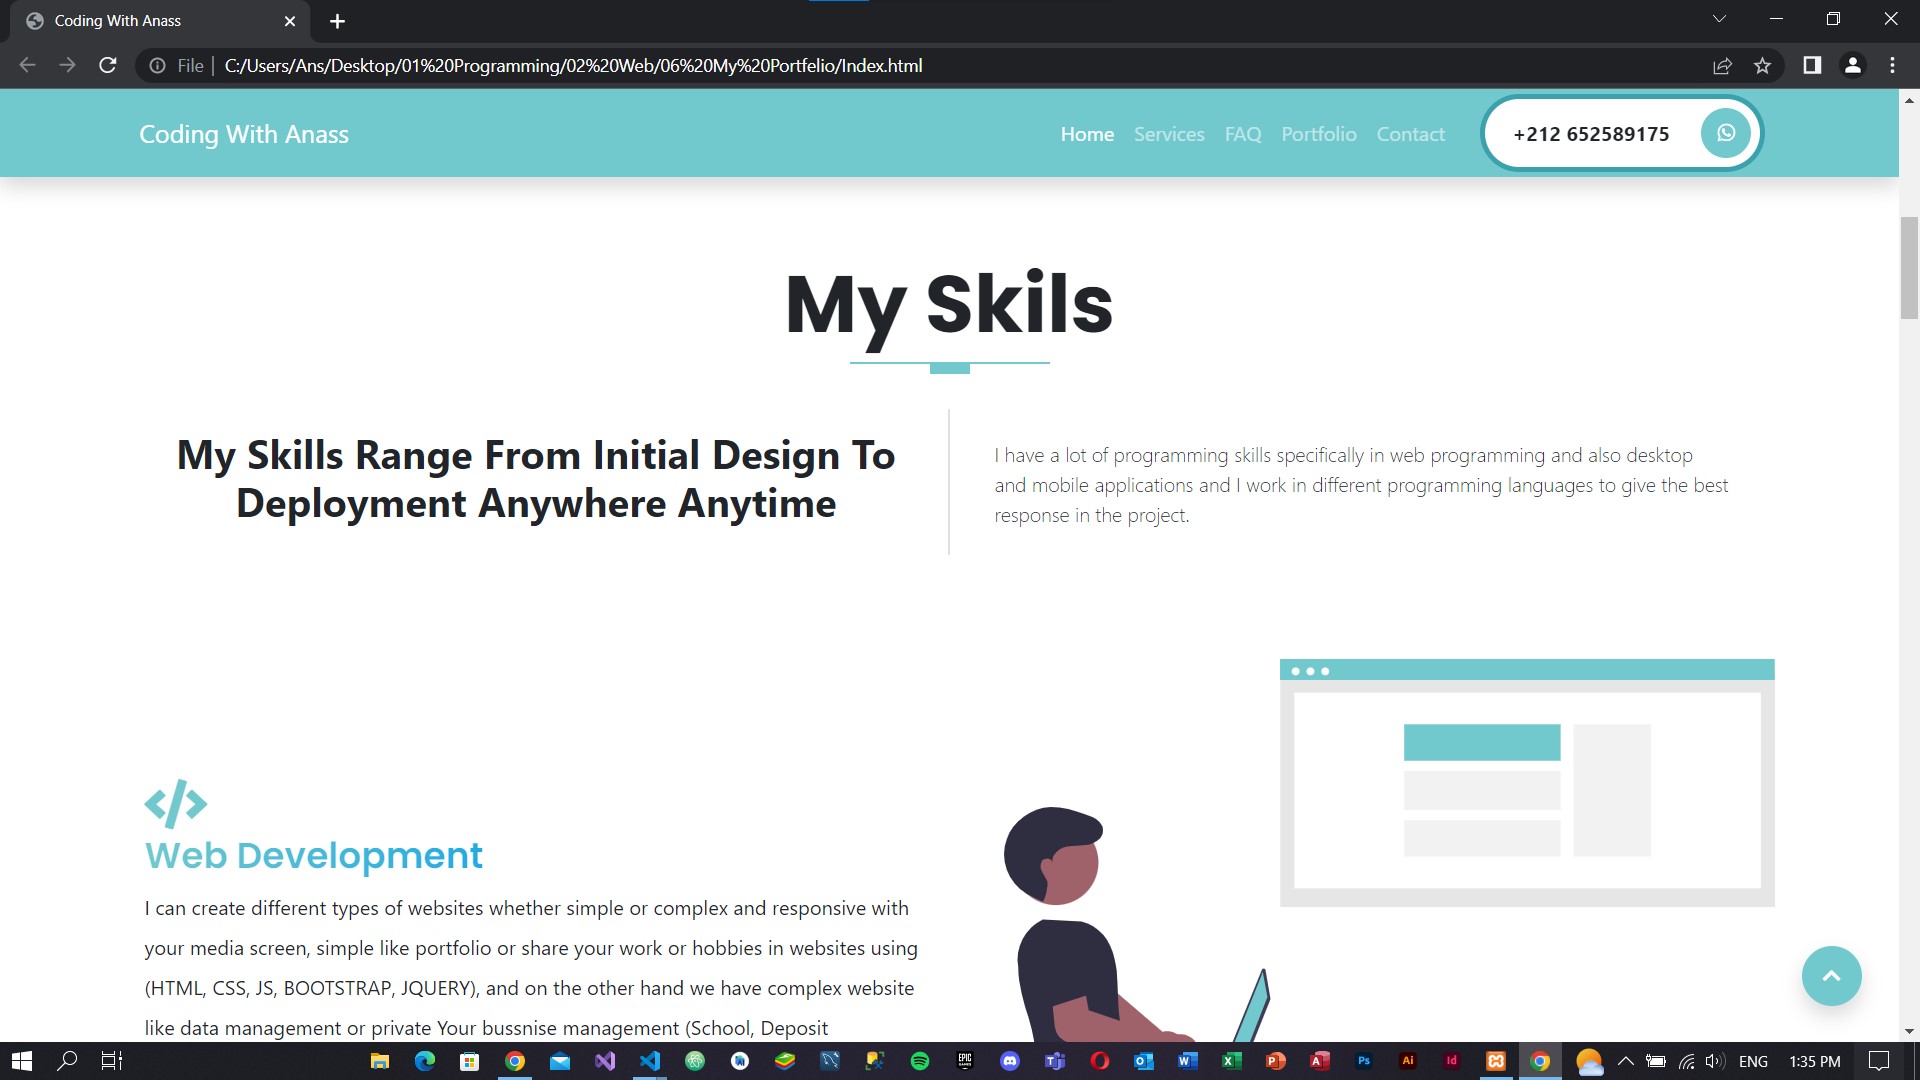 Coding With Anass
File | C:/Users/Ans/Desktop/01%20Programming/02%20Web/06%20My%20Portfelio/Index.html
Coding With Anass
Home Services FAQ Portfolio Contact +212 652589175
My Skils
My Skills Range From Initial Design To
Deployment Anywhere Anytime
I have a lot of programming skills specifically in web programming and also desktop
and mobile applications and I work in different programming languages to give the best
response in the project.
Web Development
I can create different types of websites whether simple or complex and responsive with
your media screen, simple like portfolio or share your work or hobbies in websites using
(HTML, CSS, JS, BOOTSTRAP, JQUERY), and on the other hand we have complex website
like data management or private Your bussnise management (School, Deposit
EPIC
GAMES
Ps
Ai
Id
ENG
1:35 PM